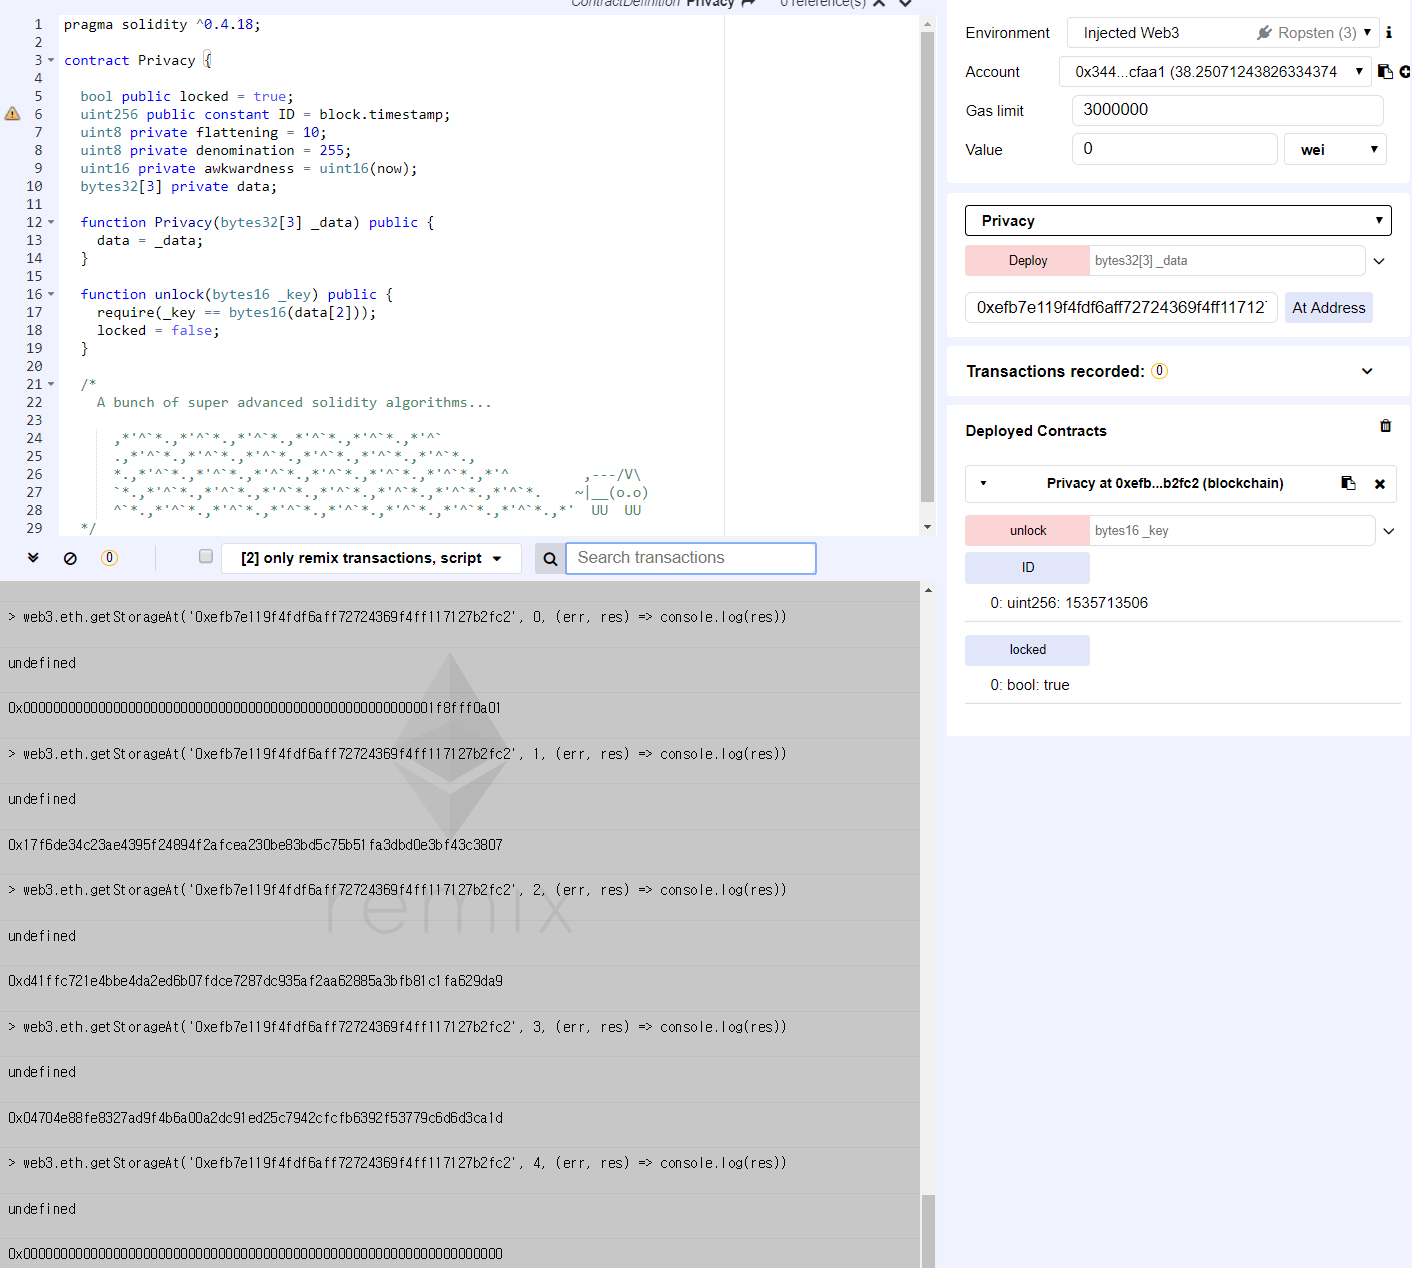 ContractDefinition Privacy 0 reference(s)
1 pragma solidity ^0.4.18;
2
3 contract Privacy {
4
5 bool public locked = true;
6 uint256 public constant ID = block.timestamp;
7 uint8 private flattening = 10;
8 uint8 private denomination = 255;
9 uint16 private awkwardness = uint16(now);
10 bytes32[3] private data;
11
12 function Privacy(bytes32[3] _data) public {
13 data = _data;
14 }
15
16 function unlock(bytes16 _key) public {
17 require(_key == bytes16(data[2]));
18 locked = false;
19 }
20
21 /*
22 A bunch of super advanced solidity algorithms...
23
24 ,*'^`*.,*'^`*.,*'^`*.,*'^`*.,*'^`*.,*'^`
25 .,*'^`*.,*'^`*.,*'^`*.,*'^`*.,*'^`*.,*'^`*.,
26 *.,*'^`*.,*'^`*.,*'^`*.,*'^`*.,*'^`*.,*'^`*.,*'^ ,---/V\
27 `*.,*'^`*.,*'^`*.,*'^`*.,*'^`*.,*'^`*.,*'^`*.,*'^`*. ~|__(o.o)
28 ^`*.,*'^`*.,*'^`*.,*'^`*.,*'^`*.,*'^`*.,*'^`*.,*'^`*.,*' UU UU
29 */
0 [2] only remix transactions, script Search transactions
> web3.eth.getStorageAt('0xefb7e119f4fdf6aff72724369f4ff117127b2fc2', 0, (err, res) => console.log(res))
undefined
0x000000000000000000000000000000000000000000000000000000001f8fff0a01
> web3.eth.getStorageAt('0xefb7e119f4fdf6aff72724369f4ff117127b2fc2', 1, (err, res) => console.log(res))
undefined
0x17f6de34c23ae4395f24894f2afcea230be83bd5c75b51fa3dbd0e3bf43c3807
> web3.eth.getStorageAt('0xefb7e119f4fdf6aff72724369f4ff117127b2fc2', 2, (err, res) => console.log(res))
remix
undefined
0xd41ffc721e4bbe4da2ed6b07fdce7287dc935af2aa62885a3bfb81c1fa629da9
> web3.eth.getStorageAt('0xefb7e119f4fdf6aff72724369f4ff117127b2fc2', 3, (err, res) => console.log(res))
undefined
0x04704e88fe8327ad9f4b6a00a2dc91ed25c7942cfcfb6392f53779c6d6d3ca1d
> web3.eth.getStorageAt('0xefb7e119f4fdf6aff72724369f4ff117127b2fc2', 4, (err, res) => console.log(res))
undefined
0x0000000000000000000000000000000000000000000000000000000000000000
Environment Injected Web3 Ropsten (3)
Account 0x344...cfaa1 (38.25071243826334374
Gas limit 3000000
Value 0 wei
Privacy
Deploy bytes32[3] _data
0xefb7e119f4fdf6aff72724369f4ff117127 At Address
Transactions recorded: 0
Deployed Contracts
Privacy at 0xefb...b2fc2 (blockchain)
unlock bytes16 _key
ID
0: uint256: 1535713506
locked
0: bool: true